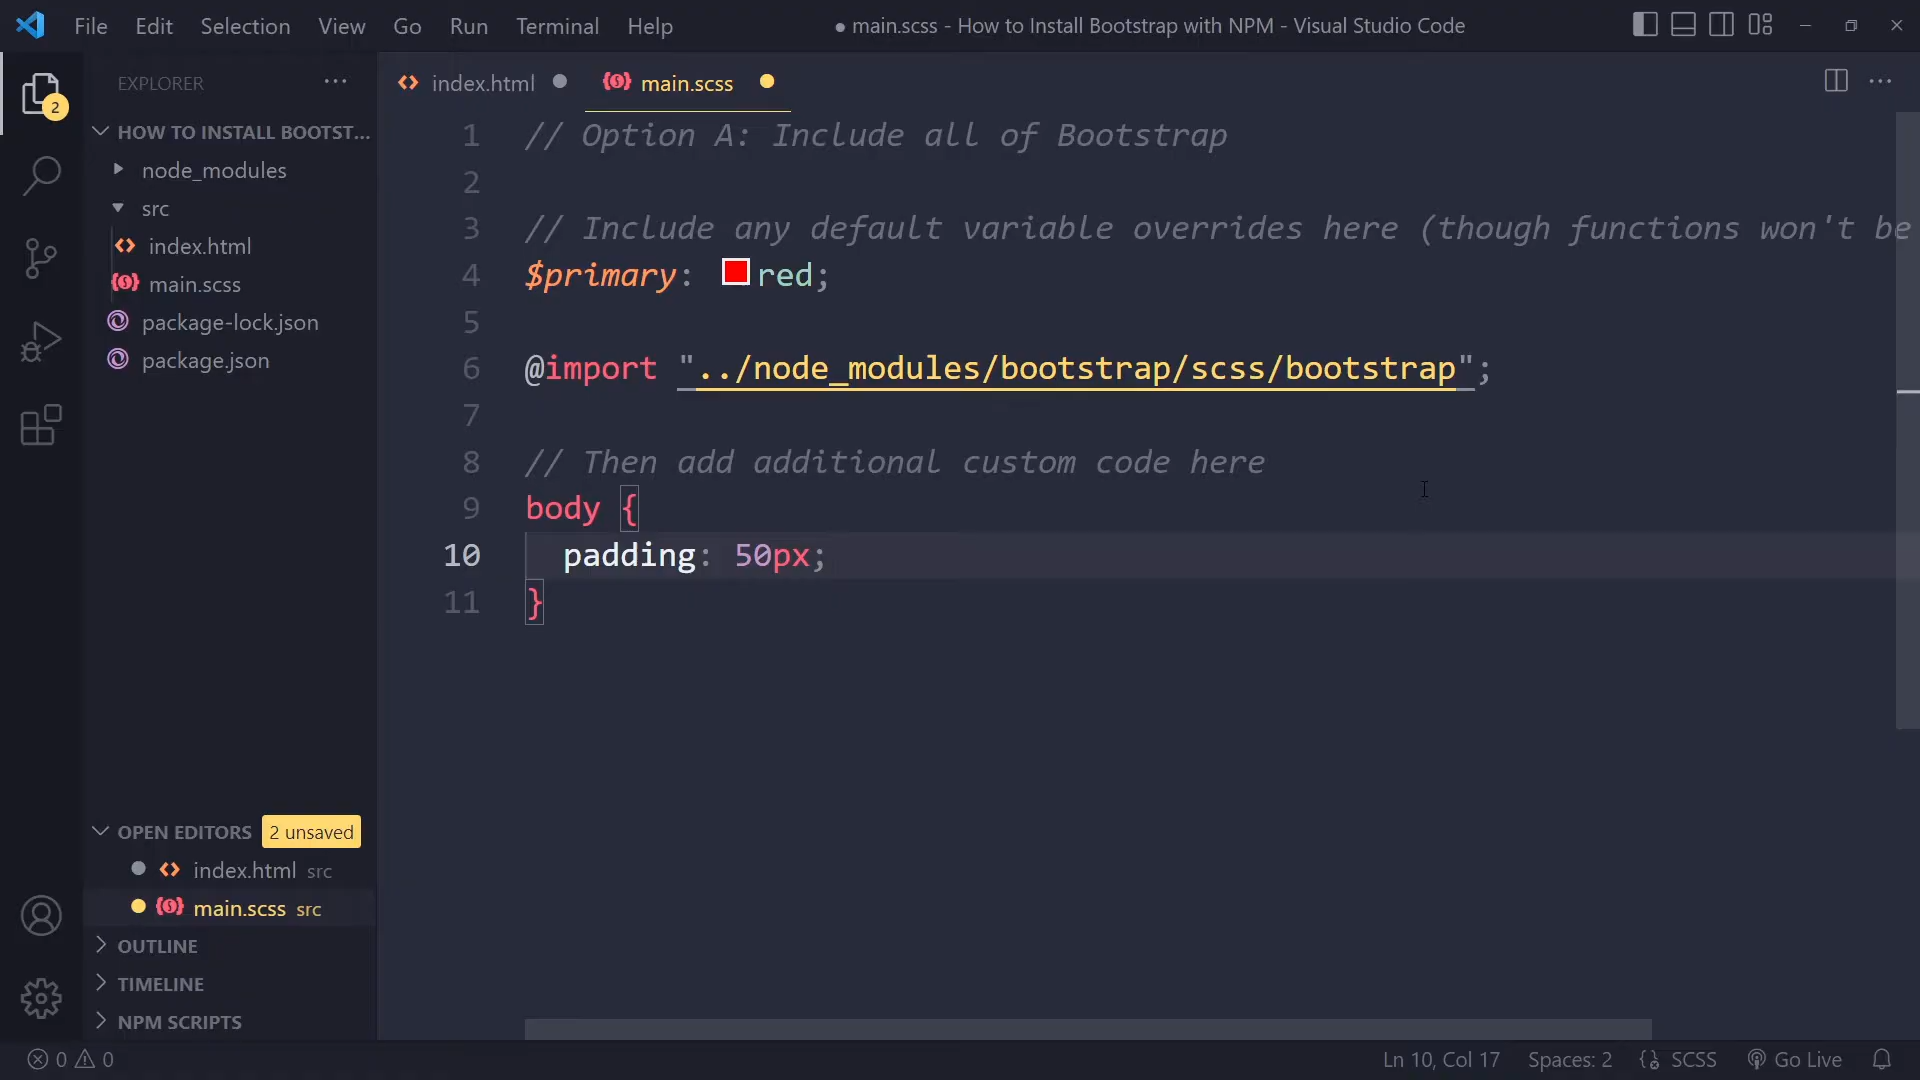 File Edit Selection View Go Run Terminal Help
● main.scss - How to Install Bootstrap with NPM - Visual Studio Code
EXPLORER
2
HOW TO INSTALL BOOTST...
node_modules
src
index.html
main.scss
package-lock.json
package.json
OPEN EDITORS 2 unsaved
index.html src
main.scss src
OUTLINE
TIMELINE
NPM SCRIPTS
index.html main.scss
1 // Option A: Include all of Bootstrap
2
3 // Include any default variable overrides here (though functions won't be
4 $primary: red;
5
6 @import "../node_modules/bootstrap/scss/bootstrap";
7
8 // Then add additional custom code here
9 body {
10 padding: 50px;
11 }
0 0 Ln 10, Col 17 Spaces: 2 SCSS Go Live